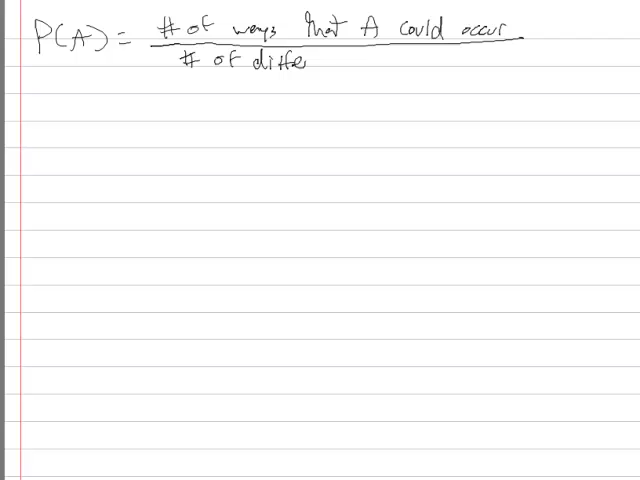 P(A) = # of ways that A could occur
# of diffe